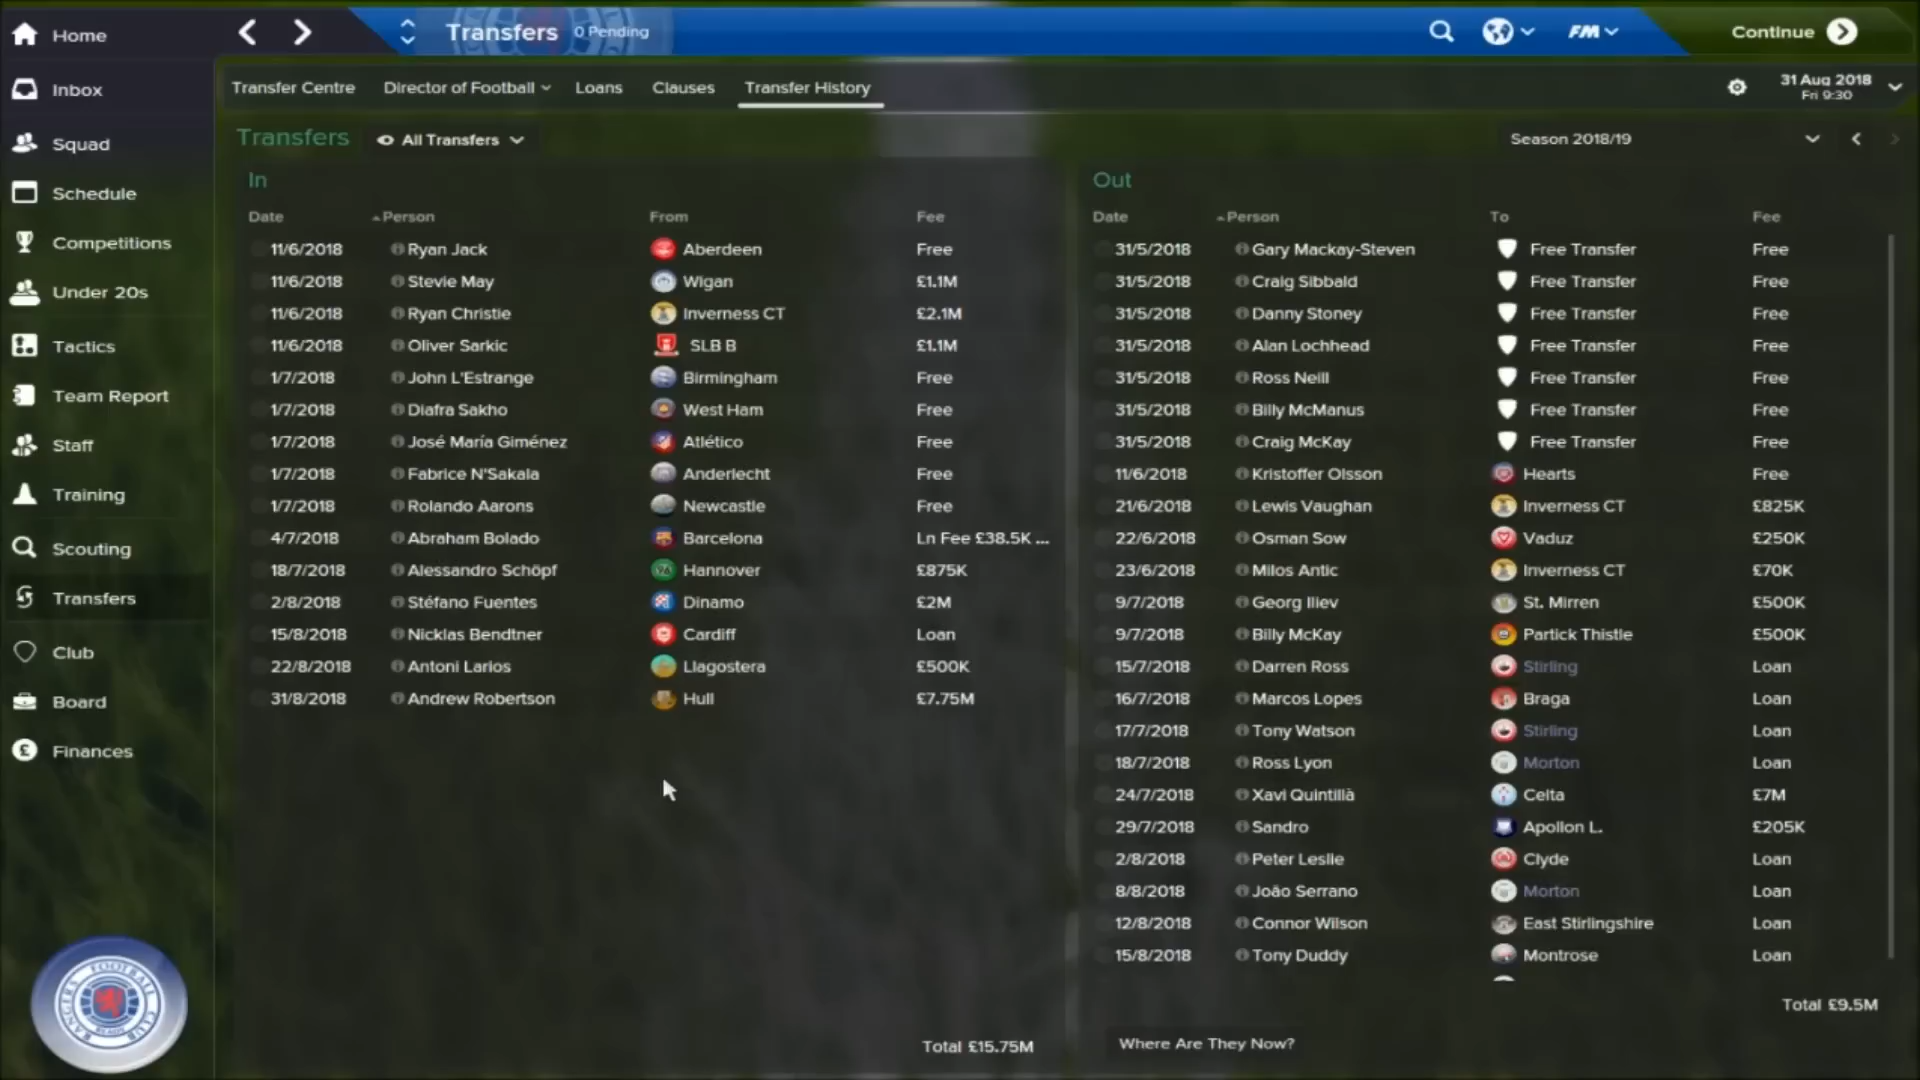 Home
Inbox
Squad
Schedule
Competitions
Under 20s
Tactics
Team Report
Staff
Training
Scouting
Transfers
Club
Board
Finances
Transfers 0 Pending
FM
Continue
Transfer Centre Director of Football Loans Clauses Transfer History
31 Aug 2018
Fri 9:30
Transfers All Transfers
Season 2018/19
In
Date Person From Fee
11/6/2018 Ryan Jack Aberdeen Free
11/6/2018 Stevie May Wigan £1.1M
11/6/2018 Ryan Christie Inverness CT £2.1M
11/6/2018 Oliver Sarkic SLB B £1.1M
1/7/2018 John L'Estrange Birmingham Free
1/7/2018 Diafra Sakho West Ham Free
1/7/2018 José María Giménez Atlético Free
1/7/2018 Fabrice N'Sakala Anderlecht Free
1/7/2018 Rolando Aarons Newcastle Free
4/7/2018 Abraham Bolado Barcelona Ln Fee £38.5K ...
18/7/2018 Alessandro Schöpf Hannover £875K
2/8/2018 Stéfano Fuentes Dinamo £2M
15/8/2018 Nicklas Bendtner Cardiff Loan
22/8/2018 Antoni Larios Llagostera £500K
31/8/2018 Andrew Robertson Hull £7.75M
Total £15.75M
Out
Date Person To Fee
31/5/2018 Gary Mackay-Steven Free Transfer Free
31/5/2018 Craig Sibbald Free Transfer Free
31/5/2018 Danny Stoney Free Transfer Free
31/5/2018 Alan Lochhead Free Transfer Free
31/5/2018 Ross Neill Free Transfer Free
31/5/2018 Billy McManus Free Transfer Free
31/5/2018 Craig McKay Free Transfer Free
11/6/2018 Kristoffer Olsson Hearts Free
21/6/2018 Lewis Vaughan Inverness CT £825K
22/6/2018 Osman Sow Vaduz £250K
23/6/2018 Milos Antic Inverness CT £70K
9/7/2018 Georg Iliev St. Mirren £500K
9/7/2018 Billy McKay Partick Thistle £500K
15/7/2018 Darren Ross Stirling Loan
16/7/2018 Marcos Lopes Braga Loan
17/7/2018 Tony Watson Stirling Loan
18/7/2018 Ross Lyon Morton Loan
24/7/2018 Xavi Quintillà Celta £7M
29/7/2018 Sandro Apollon L. £205K
2/8/2018 Peter Leslie Clyde Loan
8/8/2018 João Serrano Morton Loan
12/8/2018 Connor Wilson East Stirlingshire Loan
15/8/2018 Tony Duddy Montrose Loan
Total £9.5M
Where Are They Now?
RANGERS FOOTBALL CLUB
READY